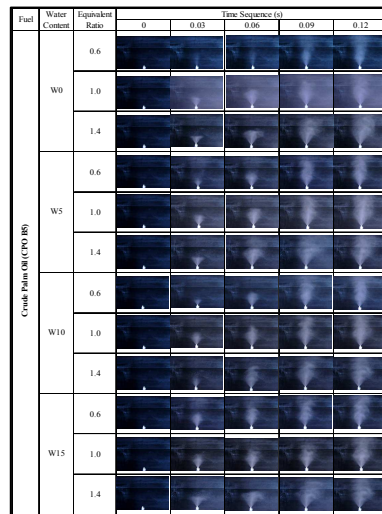 Fuel Water Content Equivalent Ratio Time Sequence (s)
0 0.03 0.06 0.09 0.12
Crude Palm Oil (CPO B5)
W0
0.6
1.0
1.4
W5
0.6
1.0
1.4
W10
0.6
1.0
1.4
W15
0.6
1.0
1.4